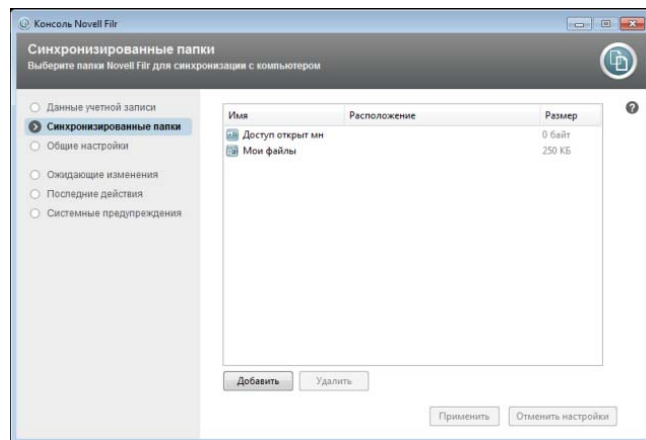 Консоль Novell Filr
Синхронизированные папки
Выберите папки Novell Filr для синхронизации с компьютером
Данные учетной записи
Синхронизированные папки
Общие настройки
Ожидающие изменения
Последние действия
Системные предупреждения
Имя Расположение Размер
Доступ открыт мн 0 байт
Мои файлы 250 КБ
Добавить Удалить
Применить Отменить настройки